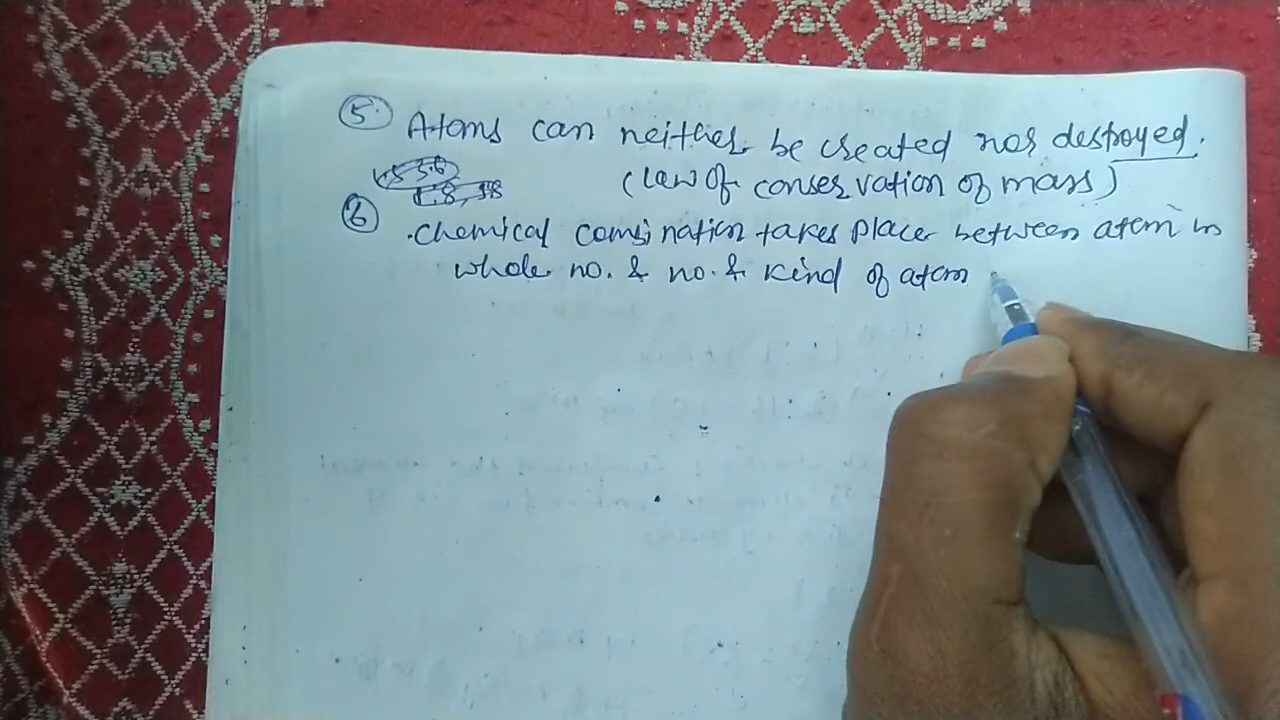 5. Atoms can neither be created nor destroyed.
(law of conservation of mass)
6 .chemical combination takes place between atom in
whole no. & no. & kind of atom